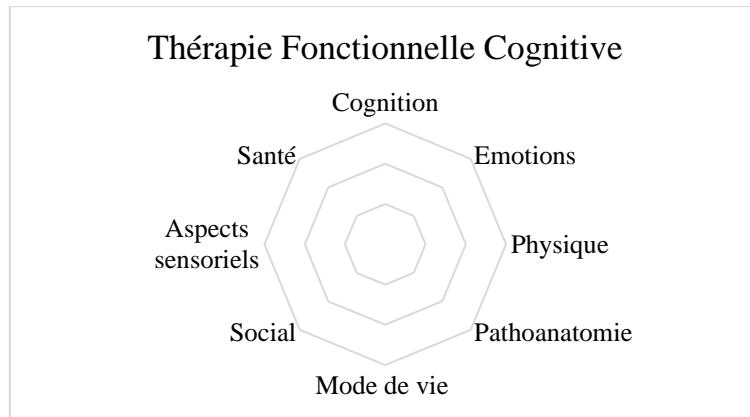 Thérapie Fonctionnelle Cognitive
Cognition
Emotions
Physique
Pathoanatomie
Mode de vie
Social
Aspects
sensoriels
Santé